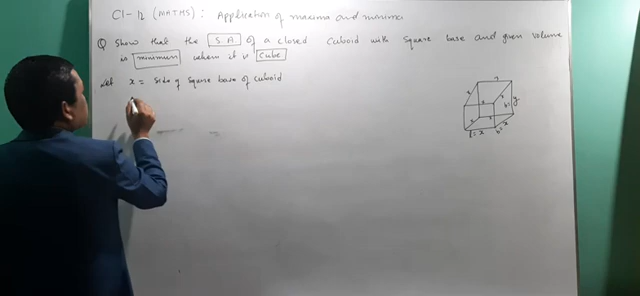 Cl-12 (MATHS): Application of maxima and minima
Q Show that the S.A of a closed Cuboid with Square base and given volume
is minimum when it is Cube
Let x = Side of Square base of cuboid
x
x
x
y
l = x
b = x